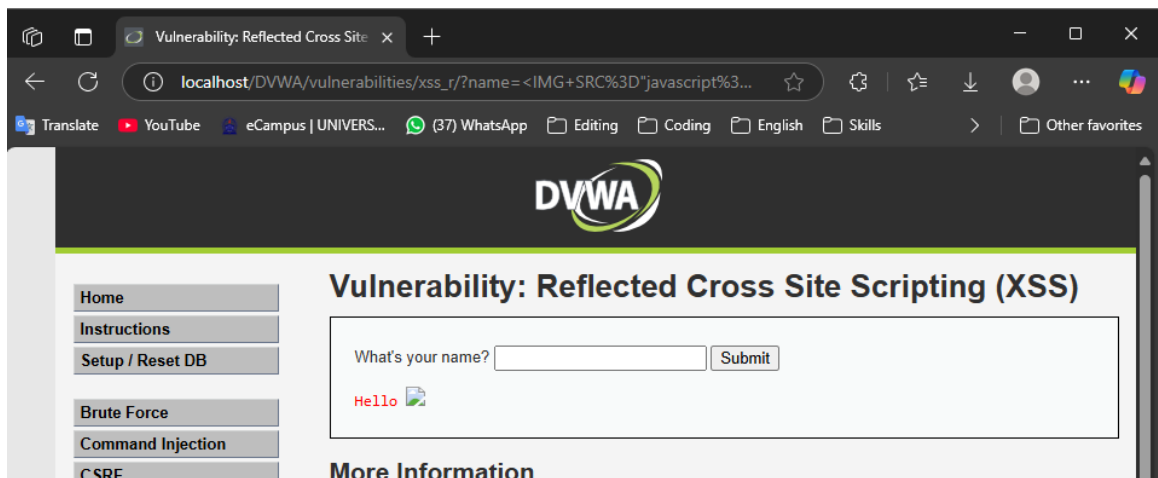 Vulnerability: Reflected Cross Site
localhost/DVWA/vulnerabilities/xss_r/?name=<IMG+SRC%3D"javascript%3...
Translate YouTube eCampus | UNIVERS... (37) WhatsApp Editing Coding English Skills Other favorites
DVWA
Vulnerability: Reflected Cross Site Scripting (XSS)
Home
Instructions
Setup / Reset DB
Brute Force
Command Injection
CSRF
What's your name? Submit
Hello
More Information